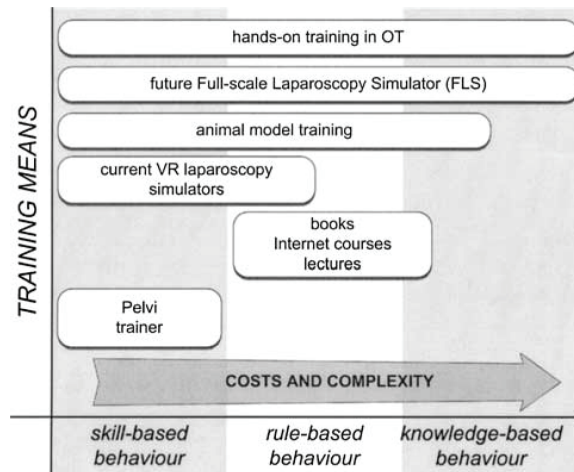 TRAINING MEANS
hands-on training in OT
future Full-scale Laparoscopy Simulator (FLS)
animal model training
current VR laparoscopy
simulators
books
Internet courses
lectures
Pelvi
trainer
COSTS AND COMPLEXITY
skill-based
behaviour
rule-based
behaviour
knowledge-based
behaviour